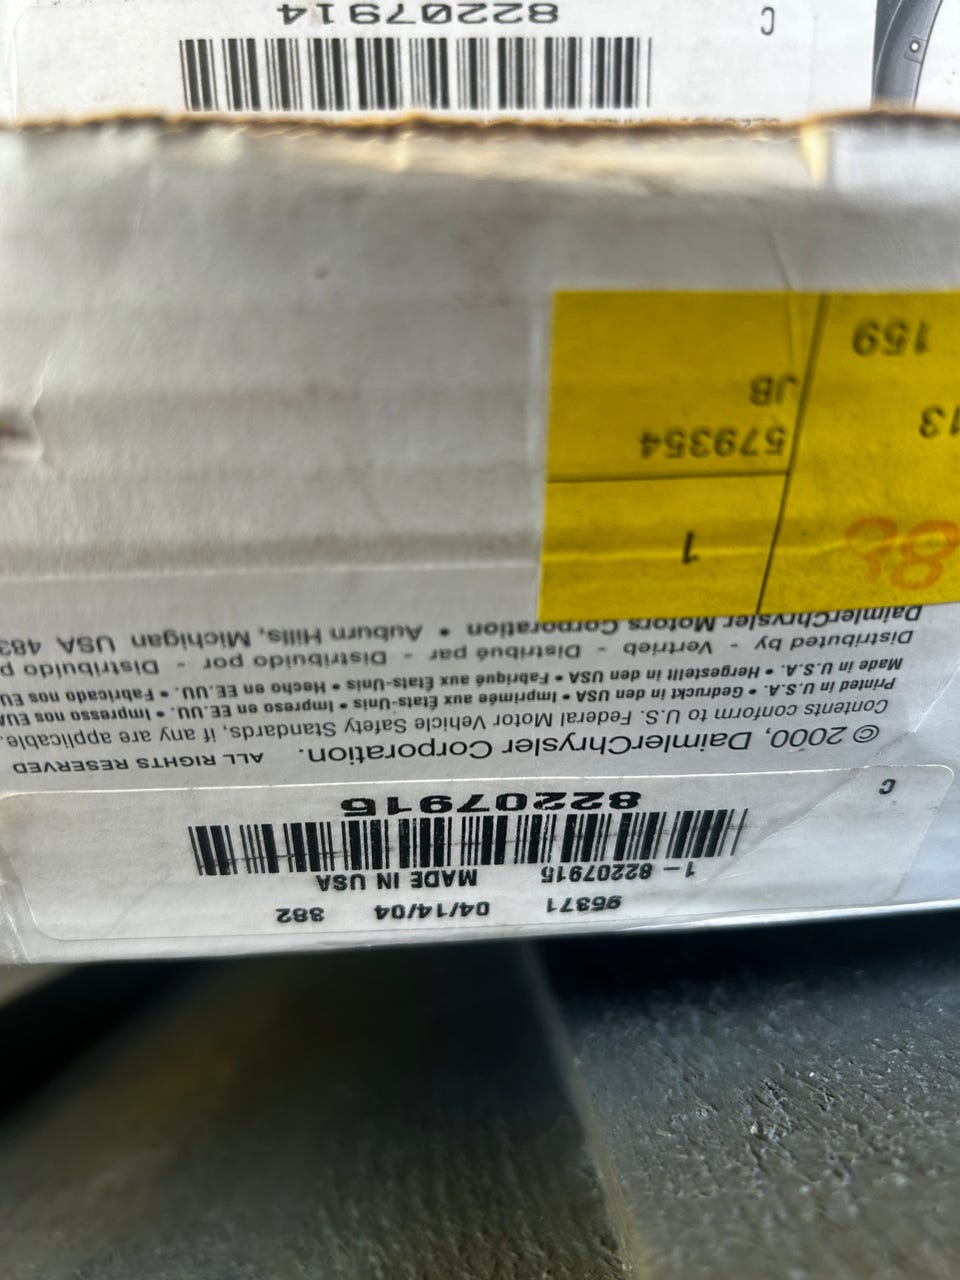 95371 04/14/04 382
1– 82207915 MADE IN USA
82207915
C
© 2000, DaimlerChrysler Corporation. ALL RIGHTS RESERVED
Contents conform to U.S. Federal Motor Vehicle Safety Standards, if any are applicable.
Printed in U.S.A. • Gedruckt in den USA • Imprimée aux États-Unis • Impreso en EE.UU. • Impresso nos EUA
Made in U.S.A. • Hergestellt in den USA • Fabriqué aux États-Unis • Hecho en EE.UU. • Fabricado nos EU
Distributed by - Vertrieb - Distribué par - Distribuido por - Distribuido p
DaimlerChrysler Motors Corporation • Auburn Hills, Michigan USA 483
1
13
579354
JB
159
C
82207914